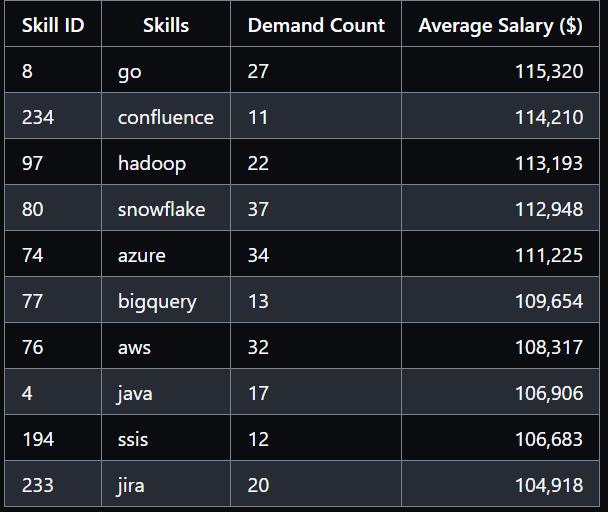 Skill ID Skills Demand Count Average Salary ($)
8 go 27 115,320
234 confluence 11 114,210
97 hadoop 22 113,193
80 snowflake 37 112,948
74 azure 34 111,225
77 bigquery 13 109,654
76 aws 32 108,317
4 java 17 106,906
194 ssis 12 106,683
233 jira 20 104,918